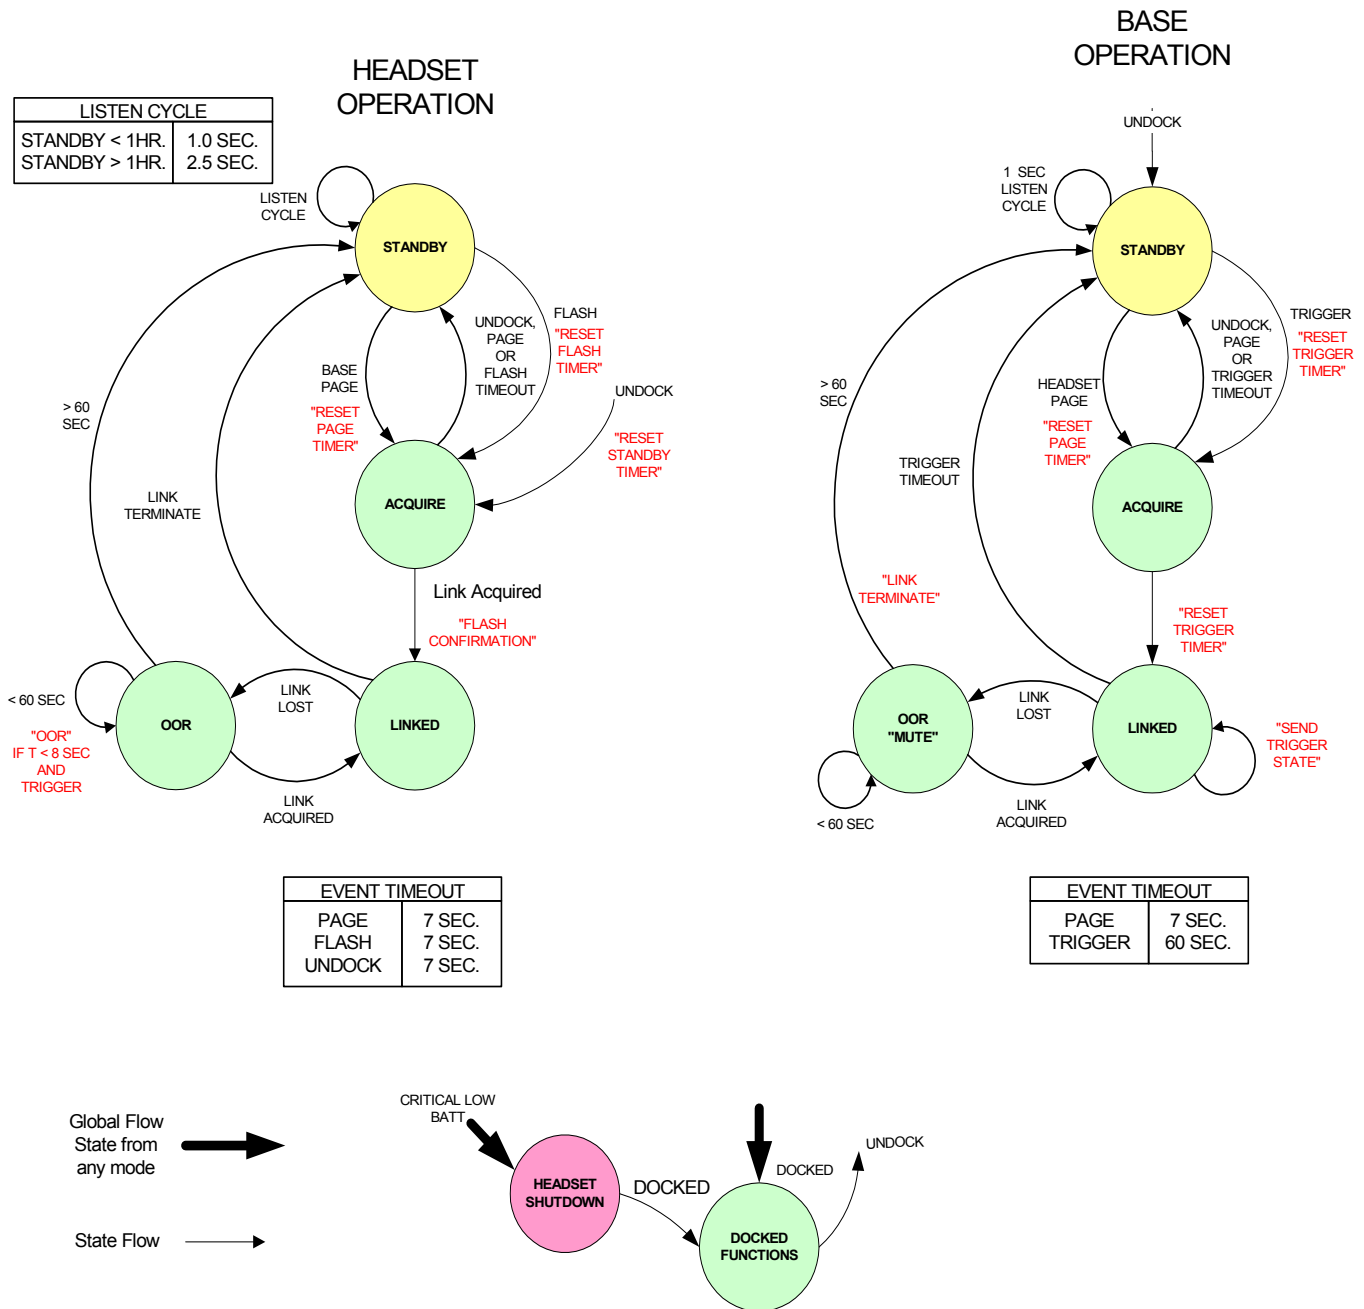 HEADSET
OPERATION
LISTEN CYCLE
STANDBY < 1HR. 1.0 SEC.
STANDBY > 1HR. 2.5 SEC.
LISTEN
CYCLE
STANDBY
FLASH
"RESET
FLASH
TIMER"
UNDOCK,
PAGE
OR
FLASH
TIMEOUT
BASE
PAGE
"RESET
PAGE
TIMER"
UNDOCK
"RESET
STANDBY
TIMER"
> 60
SEC
LINK
TERMINATE
ACQUIRE
Link Acquired
"FLASH
CONFIRMATION"
< 60 SEC
"OOR"
IF T < 8 SEC
AND
TRIGGER
OOR
LINK
LOST
LINKED
LINK
ACQUIRED
EVENT TIMEOUT
PAGE 7 SEC.
FLASH 7 SEC.
UNDOCK 7 SEC.
BASE
OPERATION
UNDOCK
1 SEC
LISTEN
CYCLE
STANDBY
TRIGGER
"RESET
TRIGGER
TIMER"
UNDOCK,
PAGE
OR
TRIGGER
TIMEOUT
HEADSET
PAGE
"RESET
PAGE
TIMER"
> 60
SEC
TRIGGER
TIMEOUT
ACQUIRE
"LINK
TERMINATE"
"RESET
TRIGGER
TIMER"
OOR
"MUTE"
LINK
LOST
LINKED
"SEND
TRIGGER
STATE"
< 60 SEC
LINK
ACQUIRED
EVENT TIMEOUT
PAGE 7 SEC.
TRIGGER 60 SEC.
Global Flow
State from
any mode
State Flow
CRITICAL LOW
BATT
HEADSET
SHUTDOWN
DOCKED
DOCKED
UNDOCK
DOCKED
FUNCTIONS